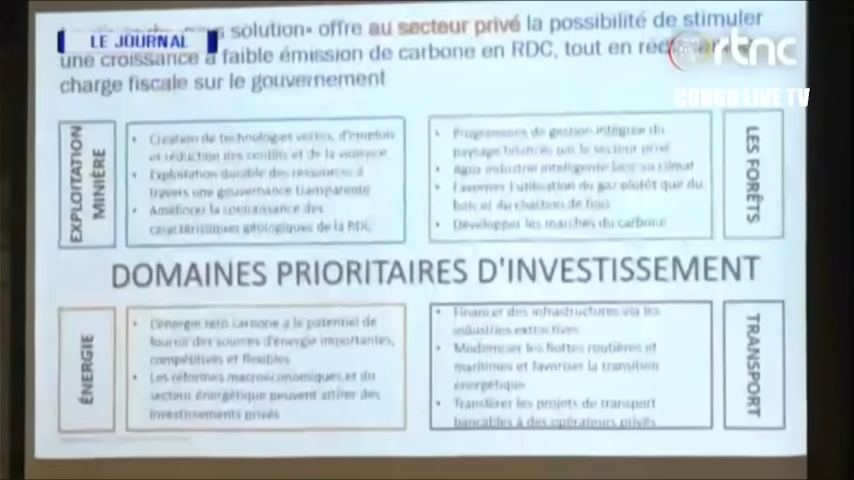 LE JOURNAL
solution» offre au secteur privé la possibilité de stimuler
une croissance à faible émission de carbone en RDC, tout en
charge fiscale sur le gouvernement
rtnc
CONGO LIVE TV
EXPLOITATION
MINIÈRE
• Création de technologies vertes, d'emplois
et réduction des conflits et de la violence
• Exploitation durable des ressources à
travers une gouvernance transparente
• Améliorer la connaissance des
caractéristiques géologiques de la RDC
• Programmes de gestion intégrée du
paysage financés par le secteur privé
• Agro industrie intelligente face au climat
• Favoriser l'utilisation du gaz plutôt que du
bois et du charbon de bois
• Développer les marchés du carbone
LES FORÊTS
DOMAINES PRIORITAIRES D'INVESTISSEMENT
ÉNERGIE
• L'énergie zéro carbone a le potentiel de
fournir des sources d'énergie importantes,
compétitives et flexibles
• Les réformes macroéconomiques et du
secteur énergétique peuvent attirer des
investissements privés
• Financer des infrastructures via les
industries extractives
• Moderniser les flottes routières et
maritimes et favoriser la transition
énergétique
• Transférer les projets de transport
bancables à des opérateurs privés
TRANSPORT